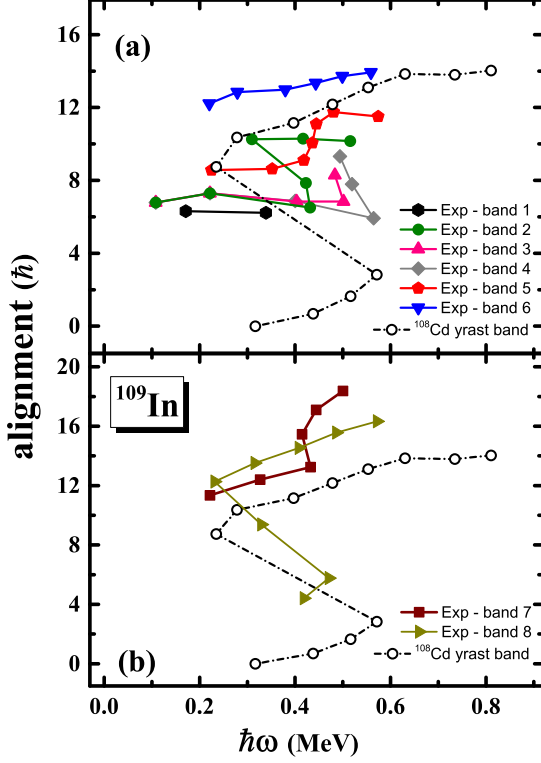 16
(a)
12
8
4
0
Exp - band 1
Exp - band 2
Exp - band 3
Exp - band 4
Exp - band 5
Exp - band 6
¹⁰⁸Cd yrast band
alignment (ℏ)
20
¹⁰⁹In
16
12
8
4
0
Exp - band 7
Exp - band 8
¹⁰⁸Cd yrast band
(b)
0.0 0.2 0.4 0.6 0.8
ℏω (MeV)